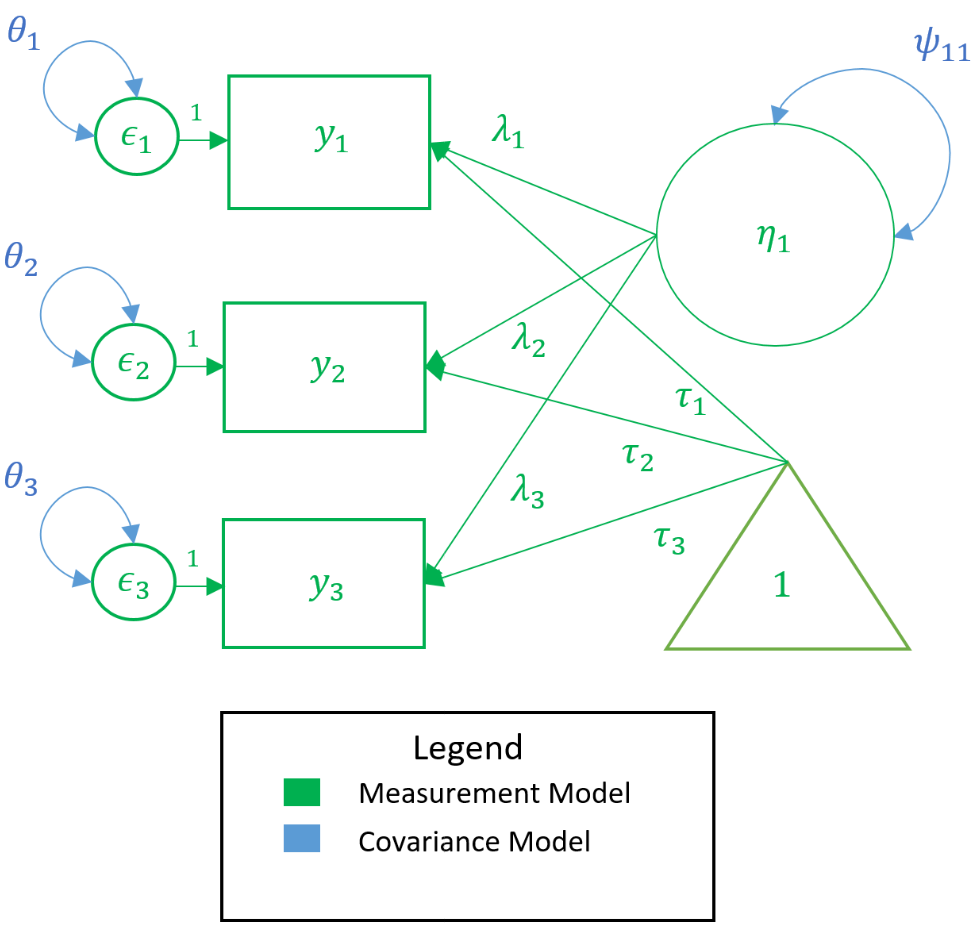 θ₁
ψ₁₁
ϵ₁
1
y₁
λ₁
η₁
θ₂
ϵ₂
1
y₂
λ₂
τ₁
τ₂
θ₃
ϵ₃
1
y₃
λ₃
τ₃
1
Legend
Measurement Model
Covariance Model